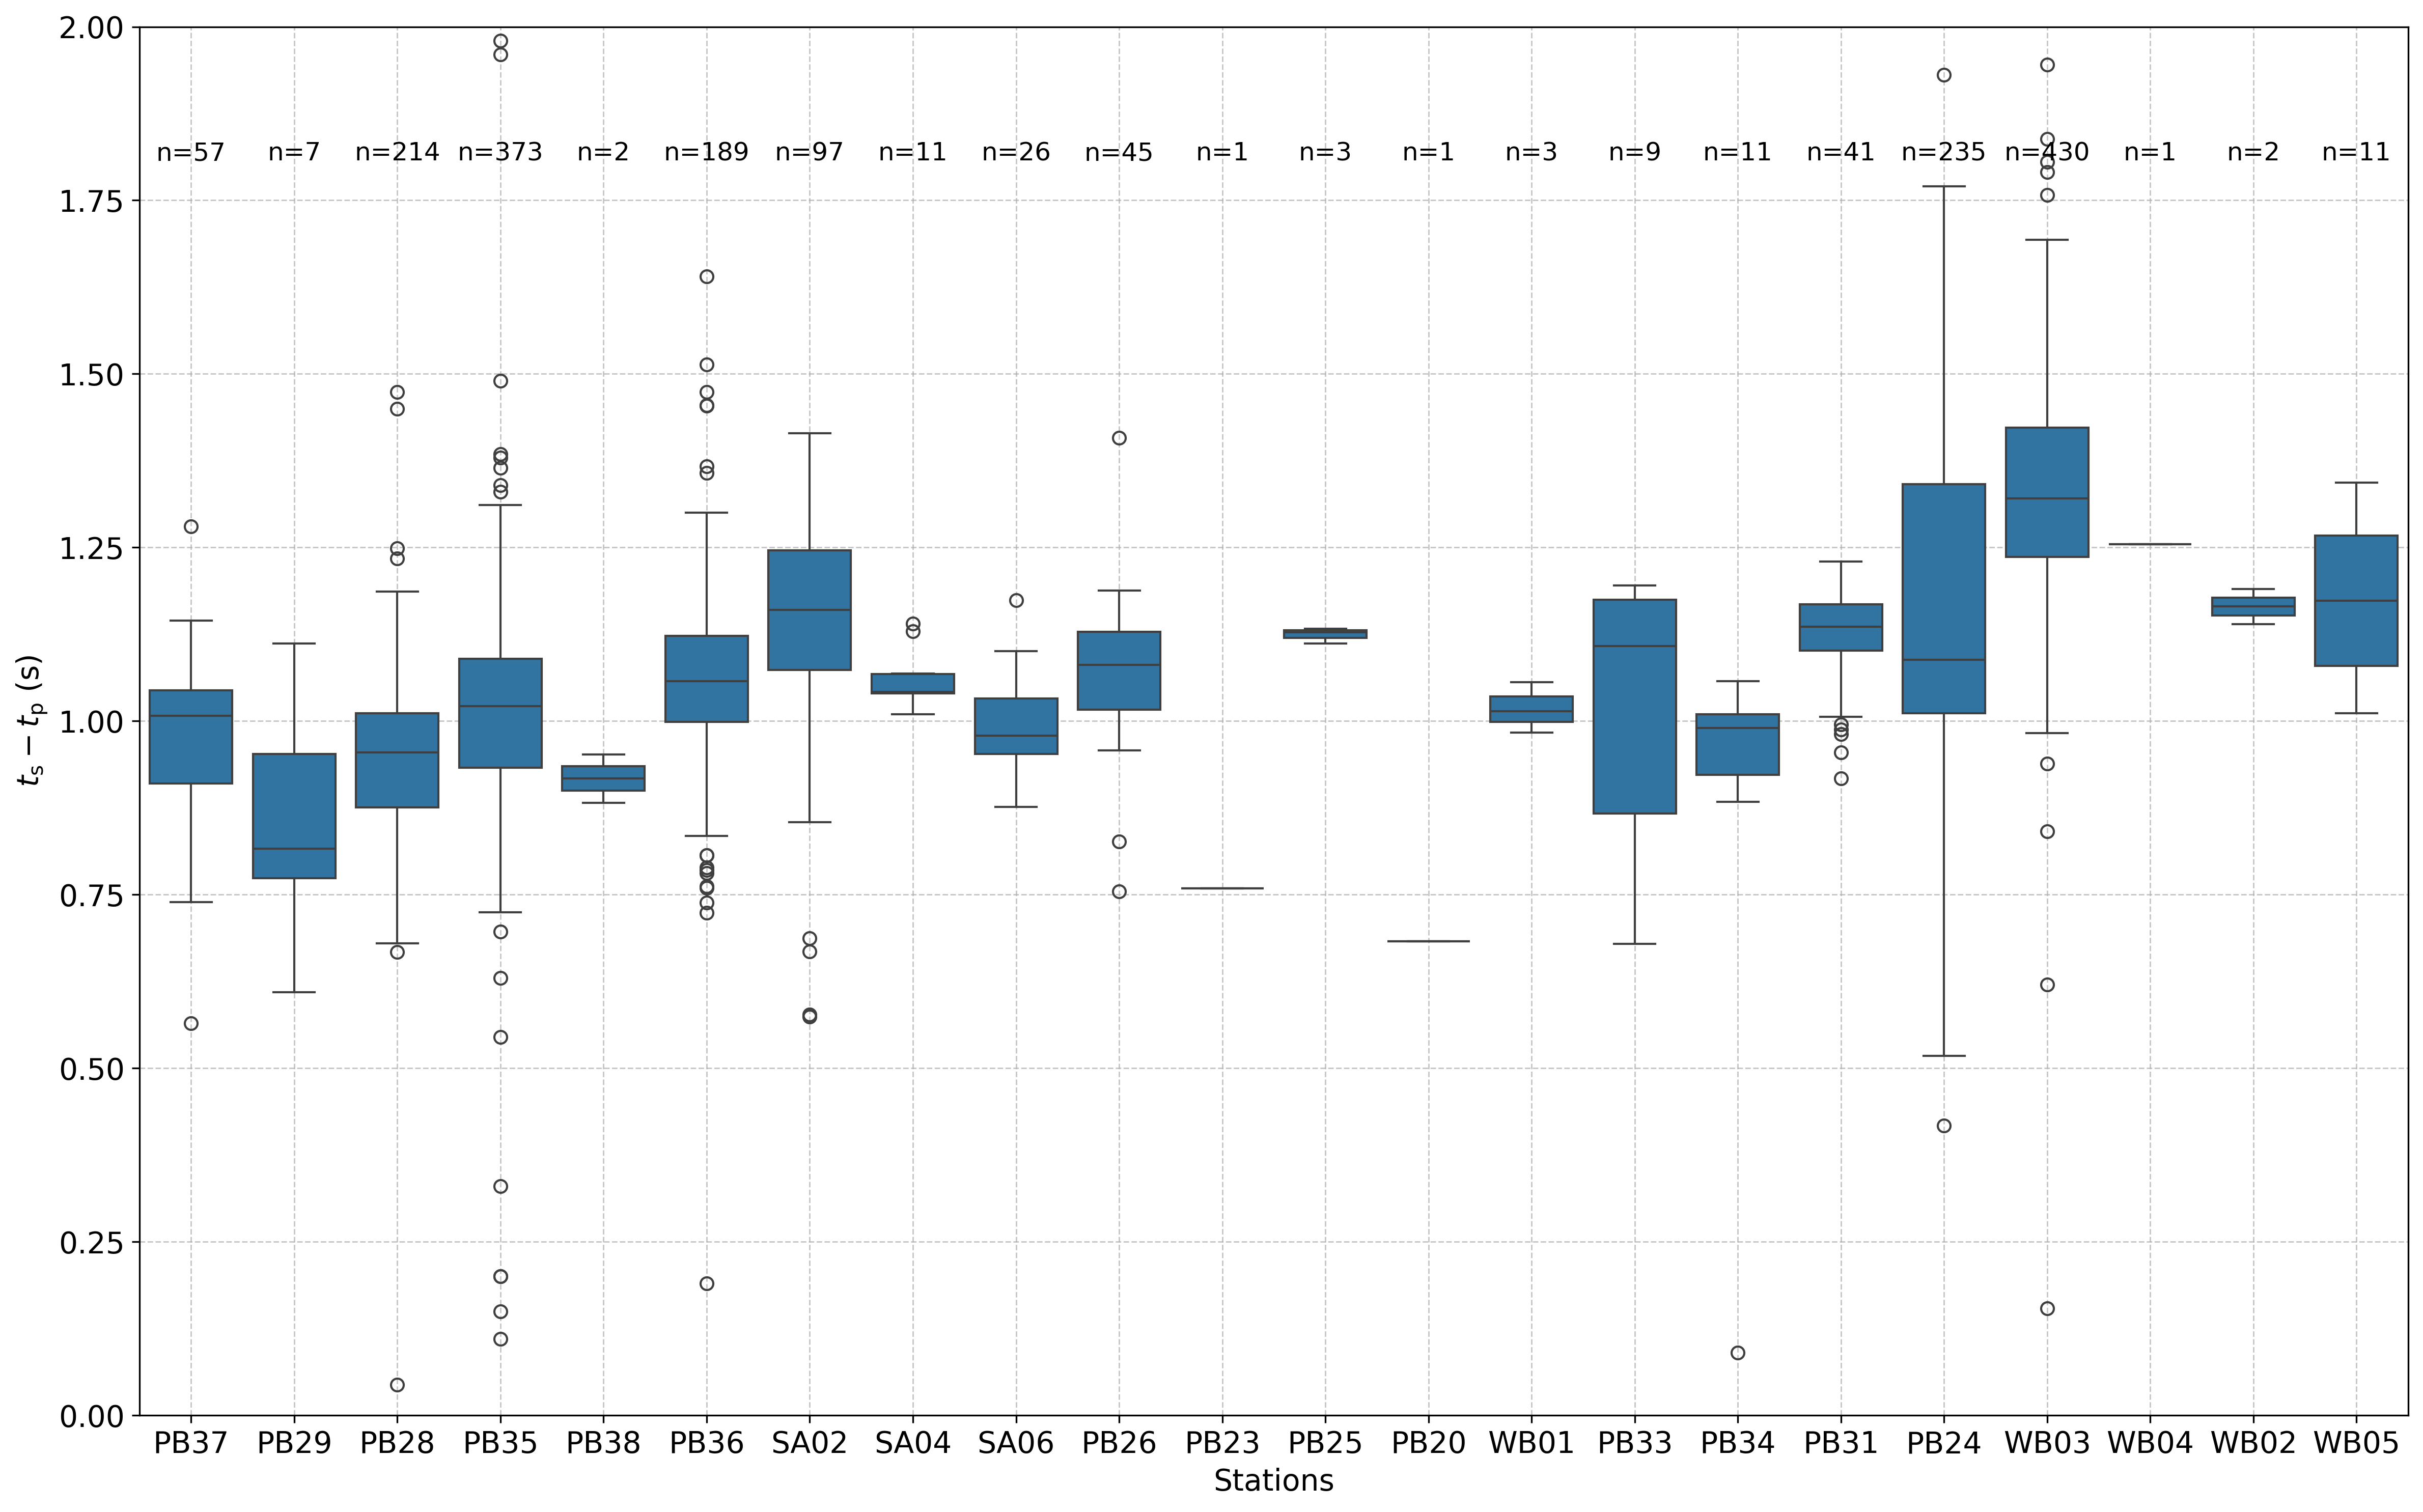 2.00
n=57 n=7 n=214 n=373 n=2 n=189 n=97 n=11 n=26 n=45 n=1 n=3 n=1 n=3 n=9 n=11 n=41 n=235 n=430 n=1 n=2 n=11
1.75
1.50
1.25
1.00
0.75
0.50
0.25
0.00
tₛ − tₚ (s)
PB37 PB29 PB28 PB35 PB38 PB36 SA02 SA04 SA06 PB26 PB23 PB25 PB20 WB01 PB33 PB34 PB31 PB24 WB03 WB04 WB02 WB05
Stations